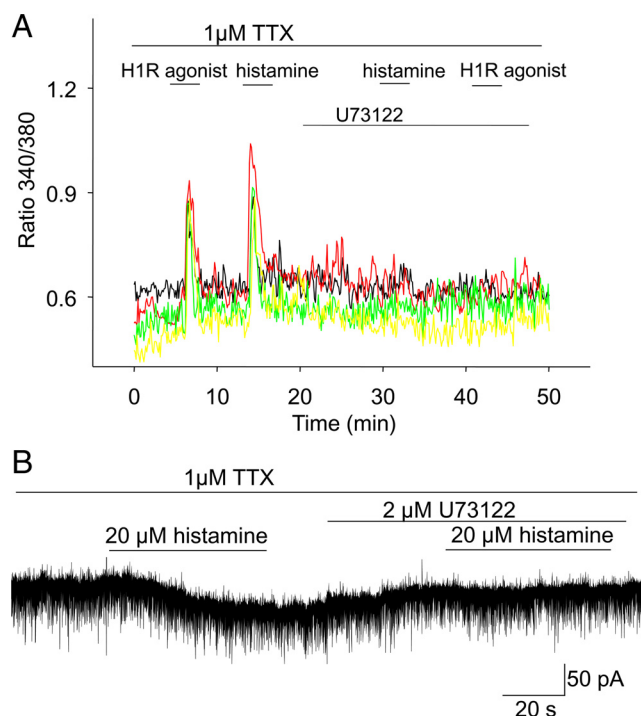 A
1µM TTX
H1R agonist histamine histamine H1R agonist
U73122
1.2
0.9
0.6
Ratio 340/380
0 10 20 30 40 50
Time (min)
B
1µM TTX
2 µM U73122
20 µM histamine 20 µM histamine
50 pA
20 s